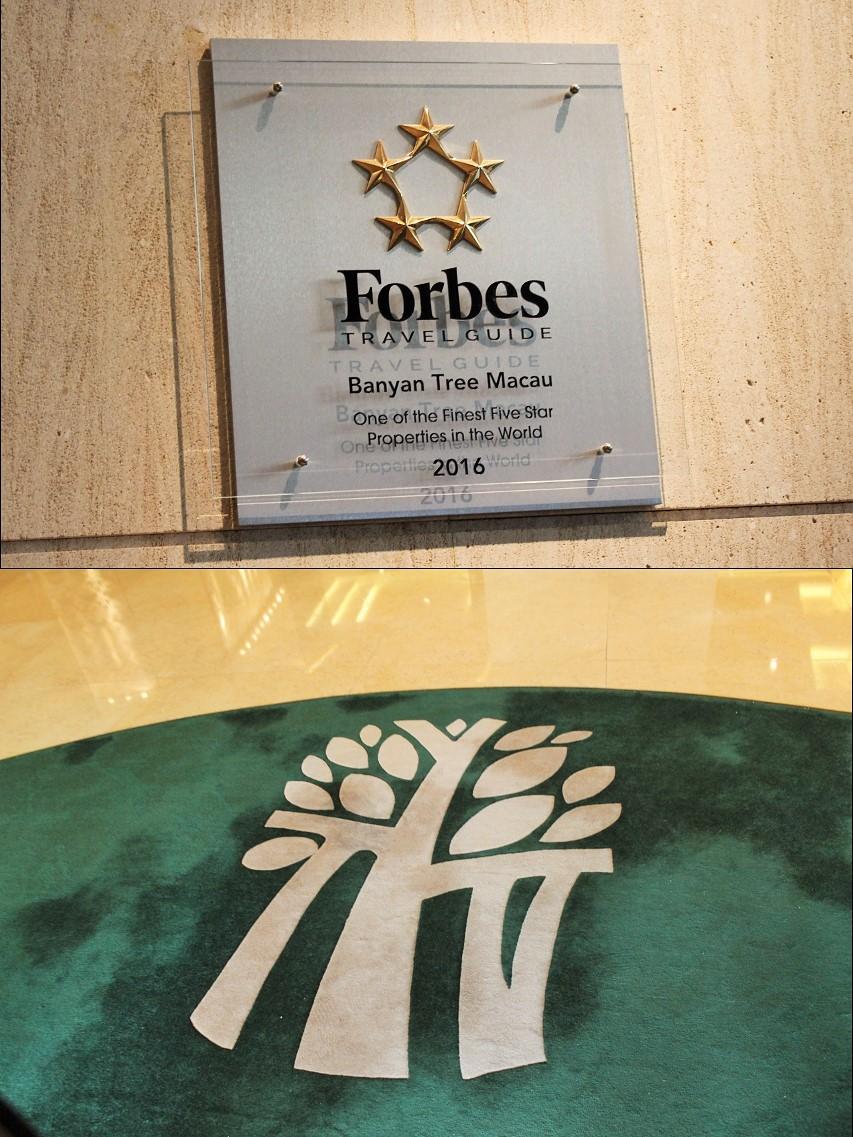 Forbes
TRAVEL GUIDE
Banyan Tree Macau
One of the Finest Five Star
Properties in the World
2016